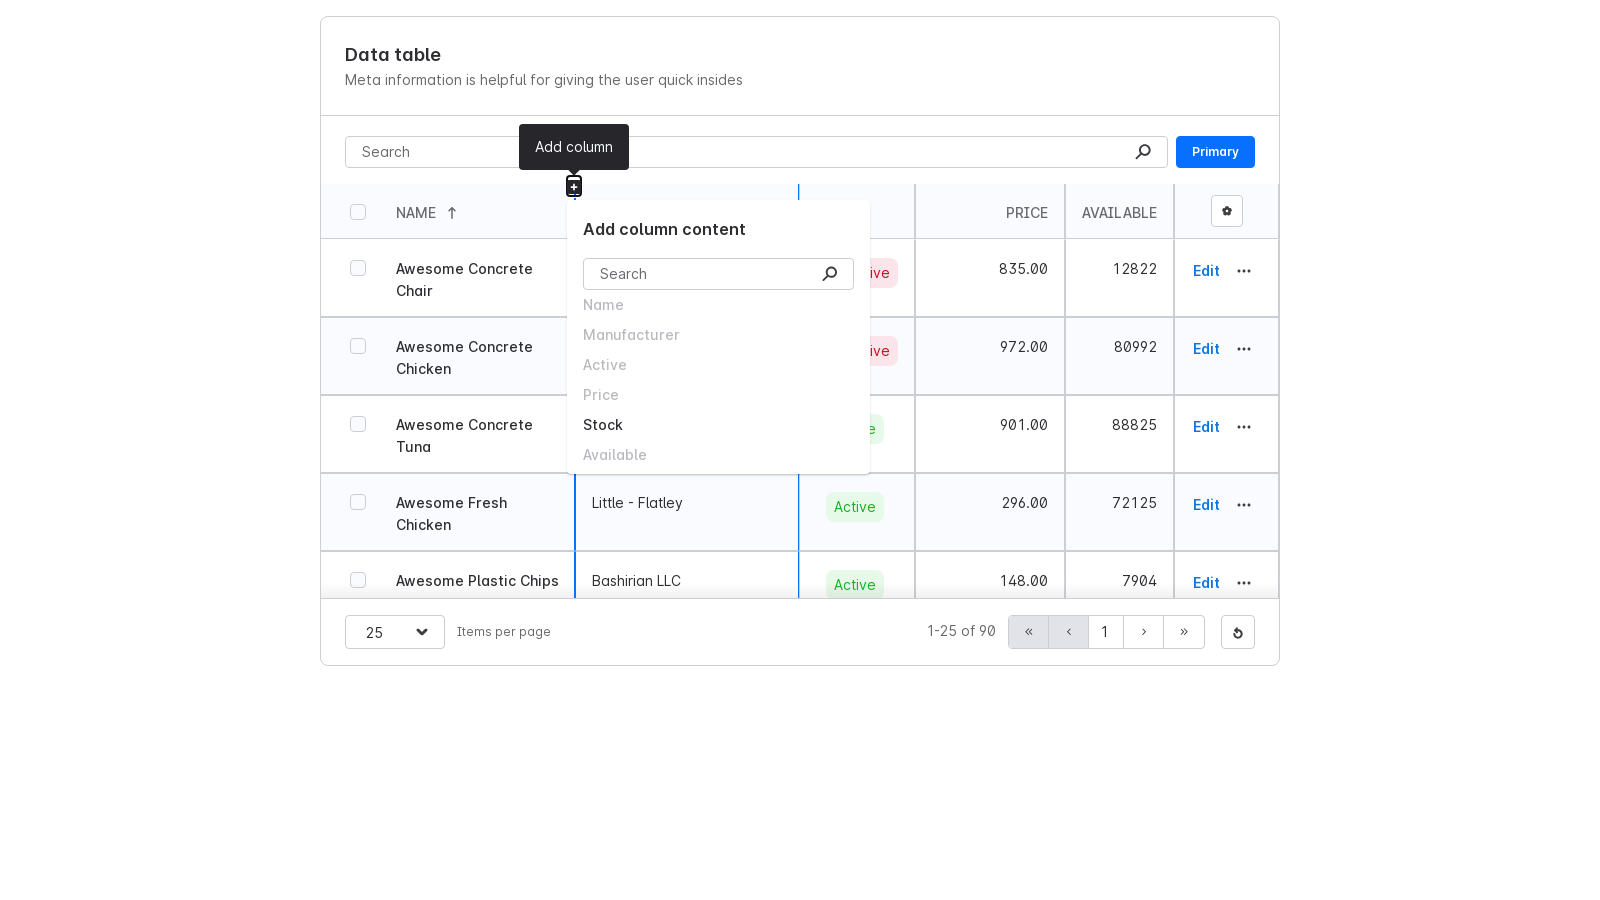 Data table
Meta information is helpful for giving the user quick insides
Search
Add column
Primary
NAME
PRICE
AVAILABLE
Add column content
Search
Name
Manufacturer
Active
Price
Stock
Available
Awesome Concrete
Chair
ive
835.00
12822
Edit
Awesome Concrete
Chicken
ive
972.00
80992
Edit
Awesome Concrete
Tuna
e
901.00
88825
Edit
Awesome Fresh
Chicken
Little - Flatley
Active
296.00
72125
Edit
Awesome Plastic Chips
Bashirian LLC
Active
148.00
7904
Edit
25
Items per page
1-25 of 90
«
‹
1
›
»